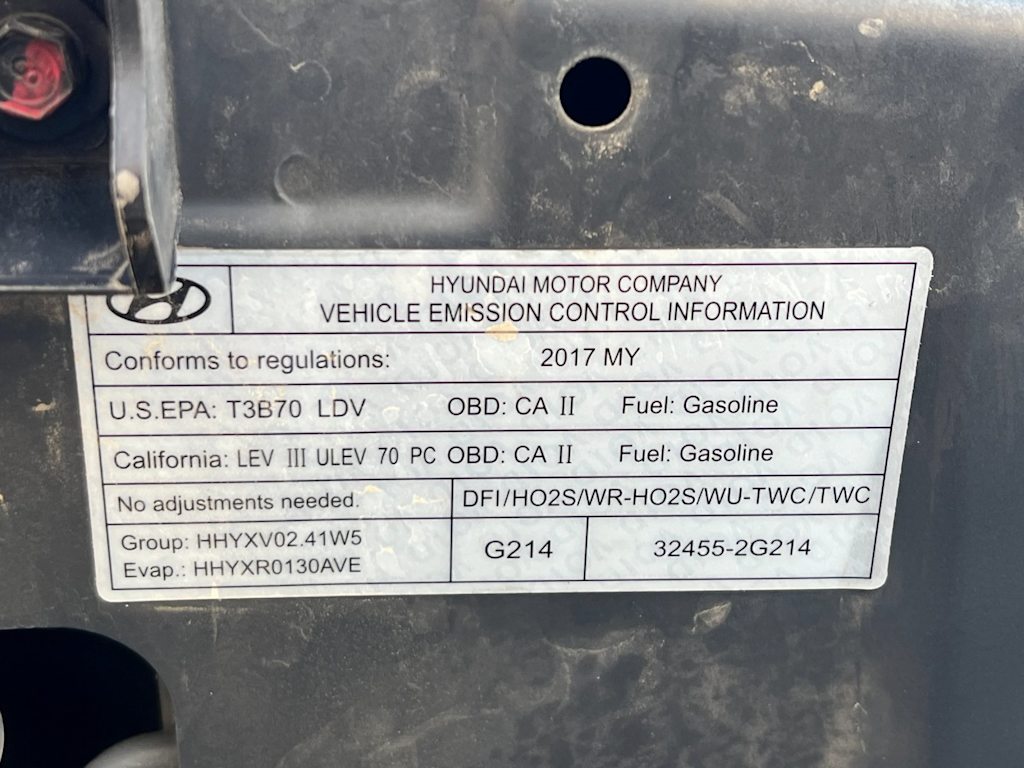 HYUNDAI MOTOR COMPANY
VEHICLE EMISSION CONTROL INFORMATION
Conforms to regulations: 2017 MY
U.S.EPA: T3B70 LDV OBD: CA II Fuel: Gasoline
California: LEV III ULEV 70 PC OBD: CA II Fuel: Gasoline
No adjustments needed. DFI/HO2S/WR-HO2S/WU-TWC/TWC
Group: HHYXV02.41W5
Evap.: HHYXR0130AVE
G214 32455-2G214